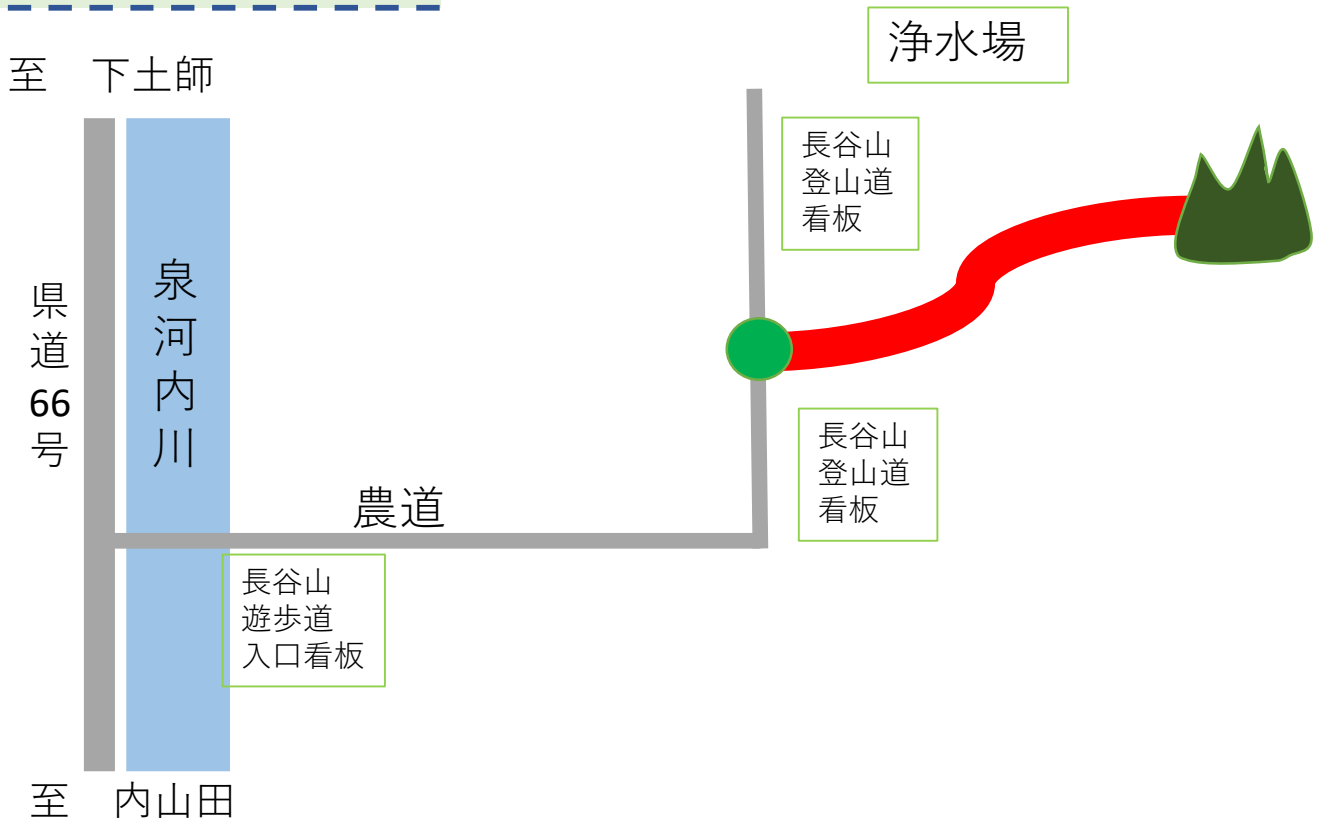 浄水場
至　下土師
長谷山
登山道
看板
県道66号
泉河内川
長谷山
登山道
看板
農道
長谷山
遊歩道
入口看板
至　内山田